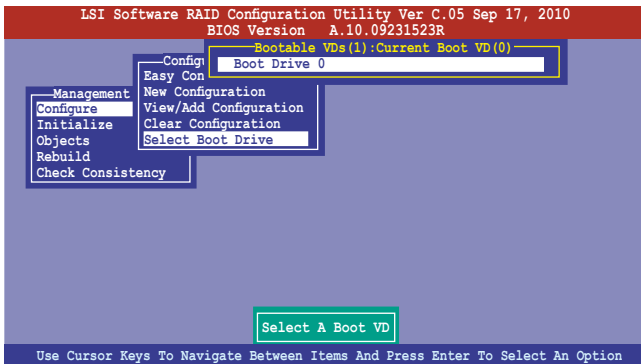 LSI Software RAID Configuration Utility Ver C.05 Sep 17, 2010
BIOS Version A.10.09231523R
Bootable VDs(1):Current Boot VD(0)
Boot Drive 0
Configu
Easy Con
New Configuration
View/Add Configuration
Clear Configuration
Select Boot Drive
Management
Configure
Initialize
Objects
Rebuild
Check Consistency
Select A Boot VD
Use Cursor Keys To Navigate Between Items And Press Enter To Select An Option